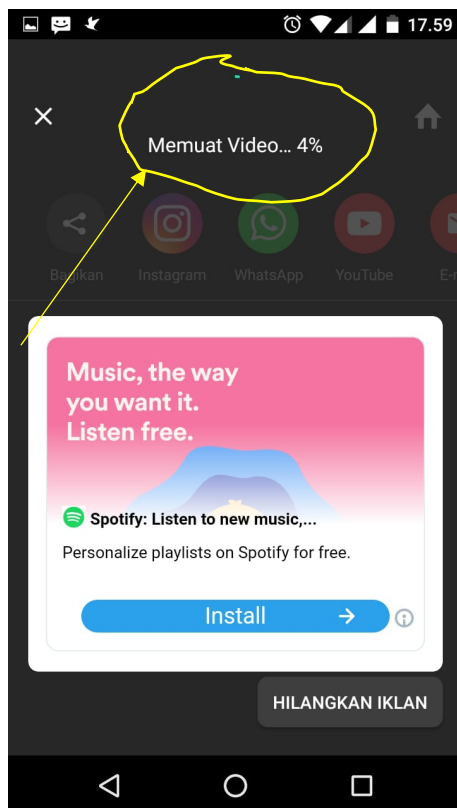 17.59
Memuat Video... 4%
Bagikan
Instagram
WhatsApp
YouTube
Music, the way
you want it.
Listen free.
Spotify: Listen to new music,...
Personalize playlists on Spotify for free.
Install
HILANGKAN IKLAN